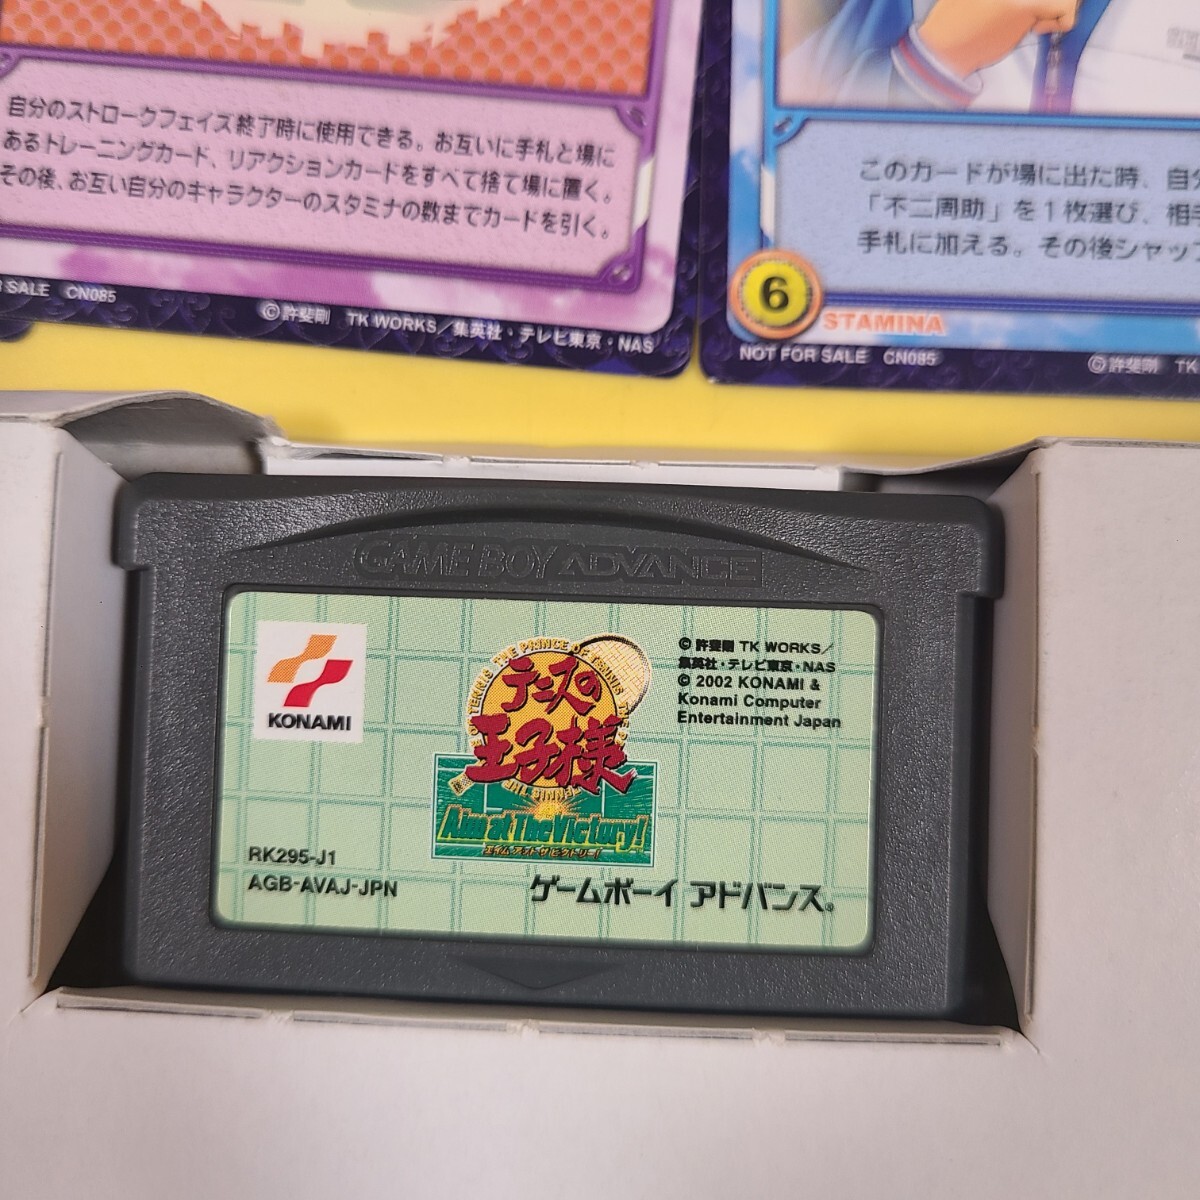 自分のストロークフェイズ終了時に使用できる。お互いに手札と場に
あるトレーニングカード、リアクションカードをすべて捨て場に置く。
その後、お互い自分のキャラクターのスタミナの数までカードを引く。
SALE CN085
©許斐剛 TK WORKS/集英社・テレビ東京・NAS
このカードが場に出た時、自分
「不二周助」を1枚選び、相
手札に加える。その後シャッ
6
STAMINA
NOT FOR SALE CN085
©許斐剛 TK
GAME BOY ADVANCE
KONAMI
THE PRINCE OF TENNIS
テニスの
王子様
Aim at The Victory!
エイム アット ザ ビクトリー!
©許斐剛 TK WORKS/
集英社・テレビ東京・NAS
© 2002 KONAMI &
Konami Computer
Entertainment Japan
RK295-J1
AGB-AVAJ-JPN
ゲームボーイ アドバンス®